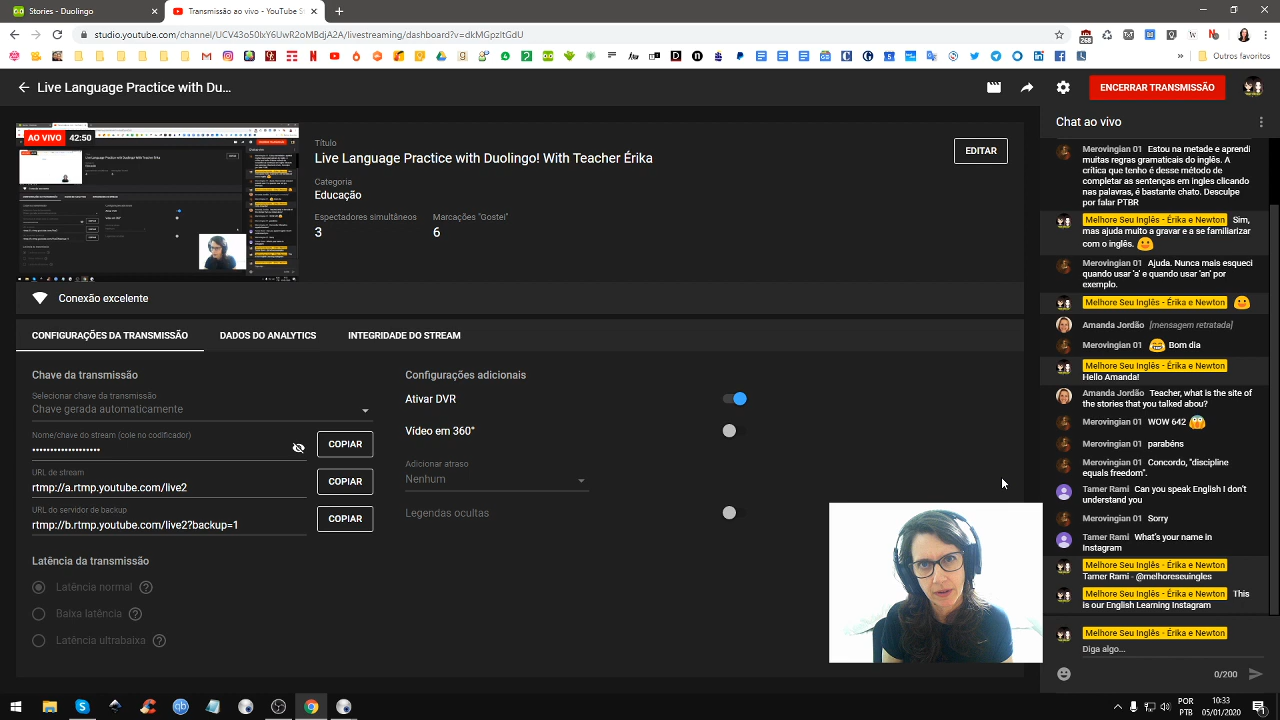 Stories - Duolingo
Transmissão ao vivo - YouTube St
studio.youtube.com/channel/UCV43o50lxY6UwR2oMBdjA2A/livestreaming/dashboard?v=dkMGpzltGdU
Outros favoritos
Live Language Practice with Du...
ENCERRAR TRANSMISSÃO
AO VIVO 42:50
Título
Live Language Practice with Duolingo! With Teacher Érika
EDITAR
Categoria
Educação
Espectadores simultâneos
3
Marcações "gostei"
3
Conexão excelente
CONFIGURAÇÕES DA TRANSMISSÃO
DADOS DO ANALYTICS
INTEGRIDADE DO STREAM
Chave da transmissão
Selecionar chave da transmissão
Chave gerada automaticamente
Nome/chave do stream (cole no codificador)
••••••••••••••••••
COPIAR
URL de stream
rtmp://a.rtmp.youtube.com/live2
COPIAR
URL do servidor de backup
rtmp://b.rtmp.youtube.com/live2?backup=1
COPIAR
Latência da transmissão
Latência normal
Baixa latência
Latência ultrabaixa
Configurações adicionais
Ativar DVR
Vídeo em 360°
Adicionar atraso
Nenhum
Legendas ocultas
Chat ao vivo
Merovingian 01 Estou na metade e aprendi
muitas regras gramaticais do inglês. A
crítica que tenho é desse método de
completar as sentenças em ingles clicando
nas palavras, é bastante chato. Desculpe
por falar PTBR
Melhore Seu Inglês - Érika e Newton Sim,
mas ajuda muito a gravar e a se familiarizar
com o inglês.
Merovingian 01 Ajuda. Nunca mais esqueci
quando usar 'a' e quando usar 'an' por
exemplo.
Melhore Seu Inglês - Érika e Newton
Amanda Jordão [mensagem retratada]
Merovingian 01 Bom dia
Melhore Seu Inglês - Érika e Newton
Hello Amanda!
Amanda Jordão Teacher, what is the site of
the stories that you talked abou?
Merovingian 01 WOW 642
Merovingian 01 parabéns
Merovingian 01 Concordo, "discipline
equals freedom".
Tamer Rami Can you speak English I don't
understand you
Merovingian 01 Sorry
Tamer Rami What's your name in
Instagram
Melhore Seu Inglês - Érika e Newton
Tamer Rami - @melhoreseuingles
Melhore Seu Inglês - Érika e Newton This
is our English Learning Instagram
Melhore Seu Inglês - Érika e Newton
Diga algo...
0/200
POR
PTB
10:33
05/01/2020